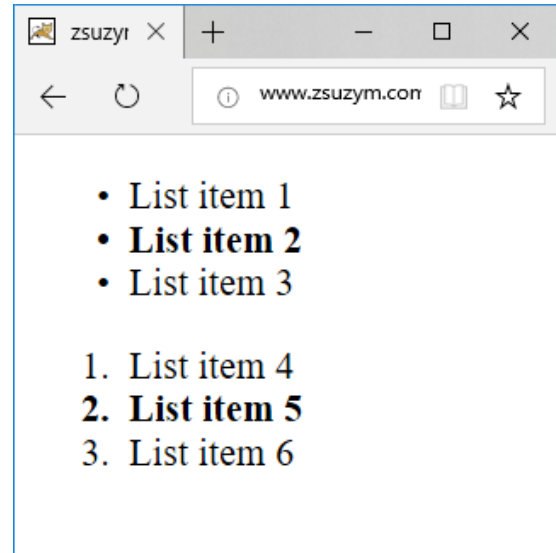 zsuzyr
www.zsuzym.com
• List item 1
• List item 2
• List item 3
1. List item 4
2. List item 5
3. List item 6